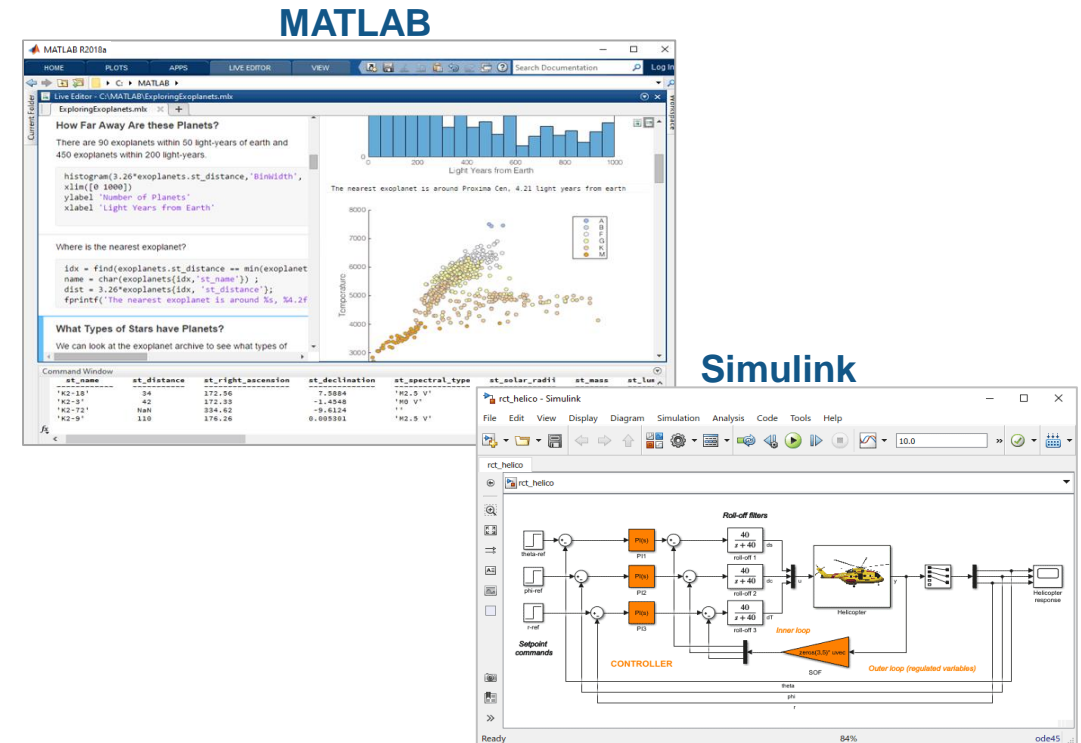 MATLAB
MATLAB R2018a
HOME PLOTS APPS LIVE EDITOR VIEW Search Documentation Log In
C: MATLAB
Current Folder
Workspace
Live Editor - C:\MATLAB\ExploringExoplanets.mlx
ExploringExoplanets.mlx
How Far Away Are these Planets?
There are 90 exoplanets within 50 light-years of earth and
450 exoplanets within 200 light-years.
histogram(3.26*exoplanets.st_distance,'BinWidth',
xlim([0 1000])
ylabel 'Number of Planets'
xlabel 'Light Years from Earth'
Where is the nearest exoplanet?
idx = find(exoplanets.st_distance == min(exoplanet
name = char(exoplanets{idx,'st_name'}) ;
dist = 3.26*exoplanets{idx, 'st_distance'};
fprintf('The nearest exoplanet is around %s, %4.2f
What Types of Stars have Planets?
We can look at the exoplanet archive to see what types of
0
0 200 400 600 800 1000
Light Years from Earth
The nearest exoplanet is around Proxima Cen, 4.21 light years from earth
8000
7000
6000
5000
4000
3000
Temperature
A
B
F
G
K
M
Command Window
st_name st_distance st_right_ascension st_declination st_spectral_type st_solar_radii st_mass st_lum
'K2-18' 34 172.56 7.5884 'M2.5 V'
'K2-3' 42 172.33 -1.4548 'M0 V'
'K2-72' NaN 334.62 -9.6124 ''
'K2-9' 110 176.26 0.005301 'M2.5 V'
fx
Simulink
rct_helico - Simulink
File Edit View Display Diagram Simulation Analysis Code Tools Help
10.0
rct_helico
rct_helico
Roll-off filters
theta-ref
PI(s)
PI1
40
s + 40
roll-off 1
ds
phi-ref
PI(s)
PI2
40
s + 40
roll-off 2
dc
r-ref
PI(s)
PI3
40
s + 40
roll-off 3
dT
u
Helicopter
y
Helicopter
response
Setpoint
commands
CONTROLLER
Inner loop
zeros(3,5)* uvec
SOF
Outer loop (regulated variables)
theta
phi
r
Ready 84% ode45